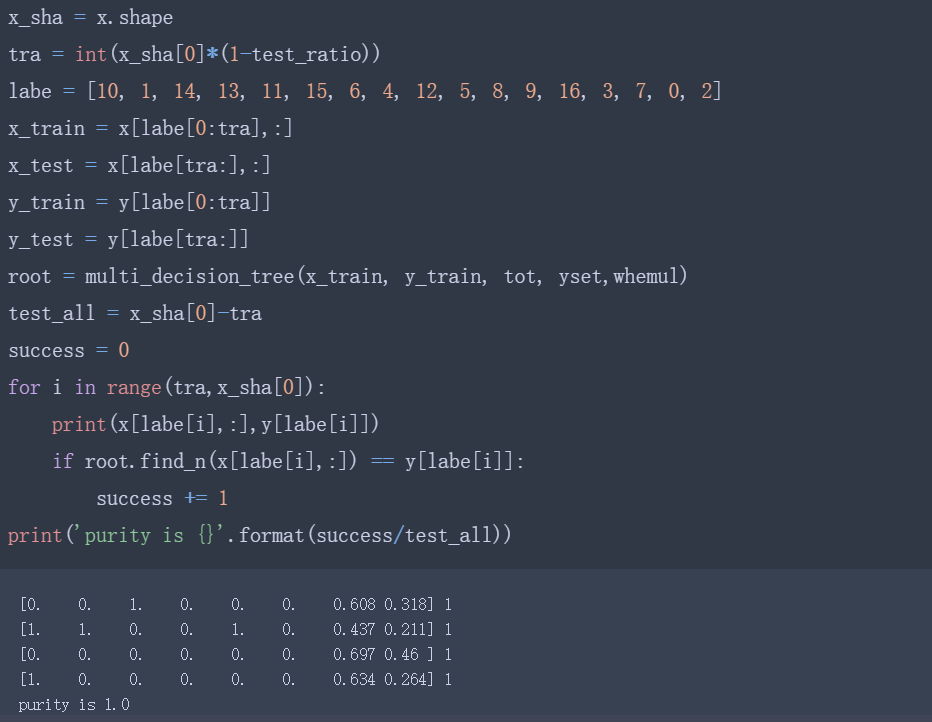 x_sha = x.shape
tra = int(x_sha[0]*(1-test_ratio))
labe = [10, 1, 14, 13, 11, 15, 6, 4, 12, 5, 8, 9, 16, 3, 7, 0, 2]
x_train = x[labe[0:tra],:]
x_test = x[labe[tra:],:]
y_train = y[labe[0:tra]]
y_test = y[labe[tra:]]
root = multi_decision_tree(x_train, y_train, tot, yset,whemul)
test_all = x_sha[0]-tra
success = 0
for i in range(tra,x_sha[0]):
    print(x[labe[i],:],y[labe[i]])
    if root.find_n(x[labe[i],:]) == y[labe[i]]:
        success += 1
print('purity is {}'.format(success/test_all))
[0. 0. 1. 0. 0. 0. 0.608 0.318] 1
[1. 1. 0. 0. 1. 0. 0.437 0.211] 1
[0. 0. 0. 0. 0. 0. 0.697 0.46 ] 1
[1. 0. 0. 0. 0. 0. 0.634 0.264] 1
purity is 1.0